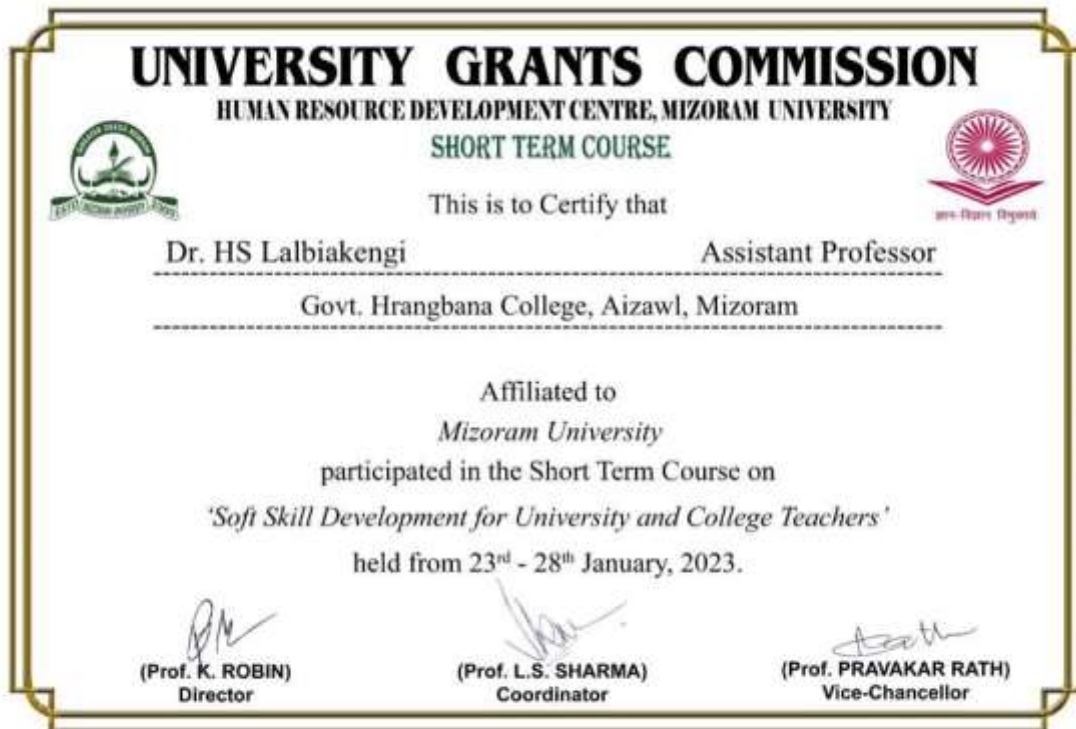 UNIVERSITY GRANTS COMMISSION
HUMAN RESOURCE DEVELOPMENT CENTRE, MIZORAM UNIVERSITY
SHORT TERM COURSE
This is to Certify that
Dr. HS Lalbiakengi Assistant Professor
Govt. Hrangbana College, Aizawl, Mizoram
Affiliated to
Mizoram University
participated in the Short Term Course on
'Soft Skill Development for University and College Teachers'
held from 23rd - 28th January, 2023.
(Prof. K. ROBIN) (Prof. L.S. SHARMA) (Prof. PRAVAKAR RATH)
Director Coordinator Vice-Chancellor